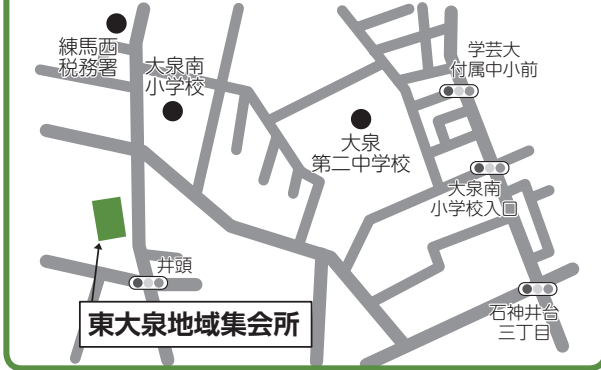 練馬西
税務署
大泉南
小学校
学芸大
付属中小前
大泉
第二中学校
大泉南
小学校入口
井頭
石神井台
三丁目
東大泉地域集会所